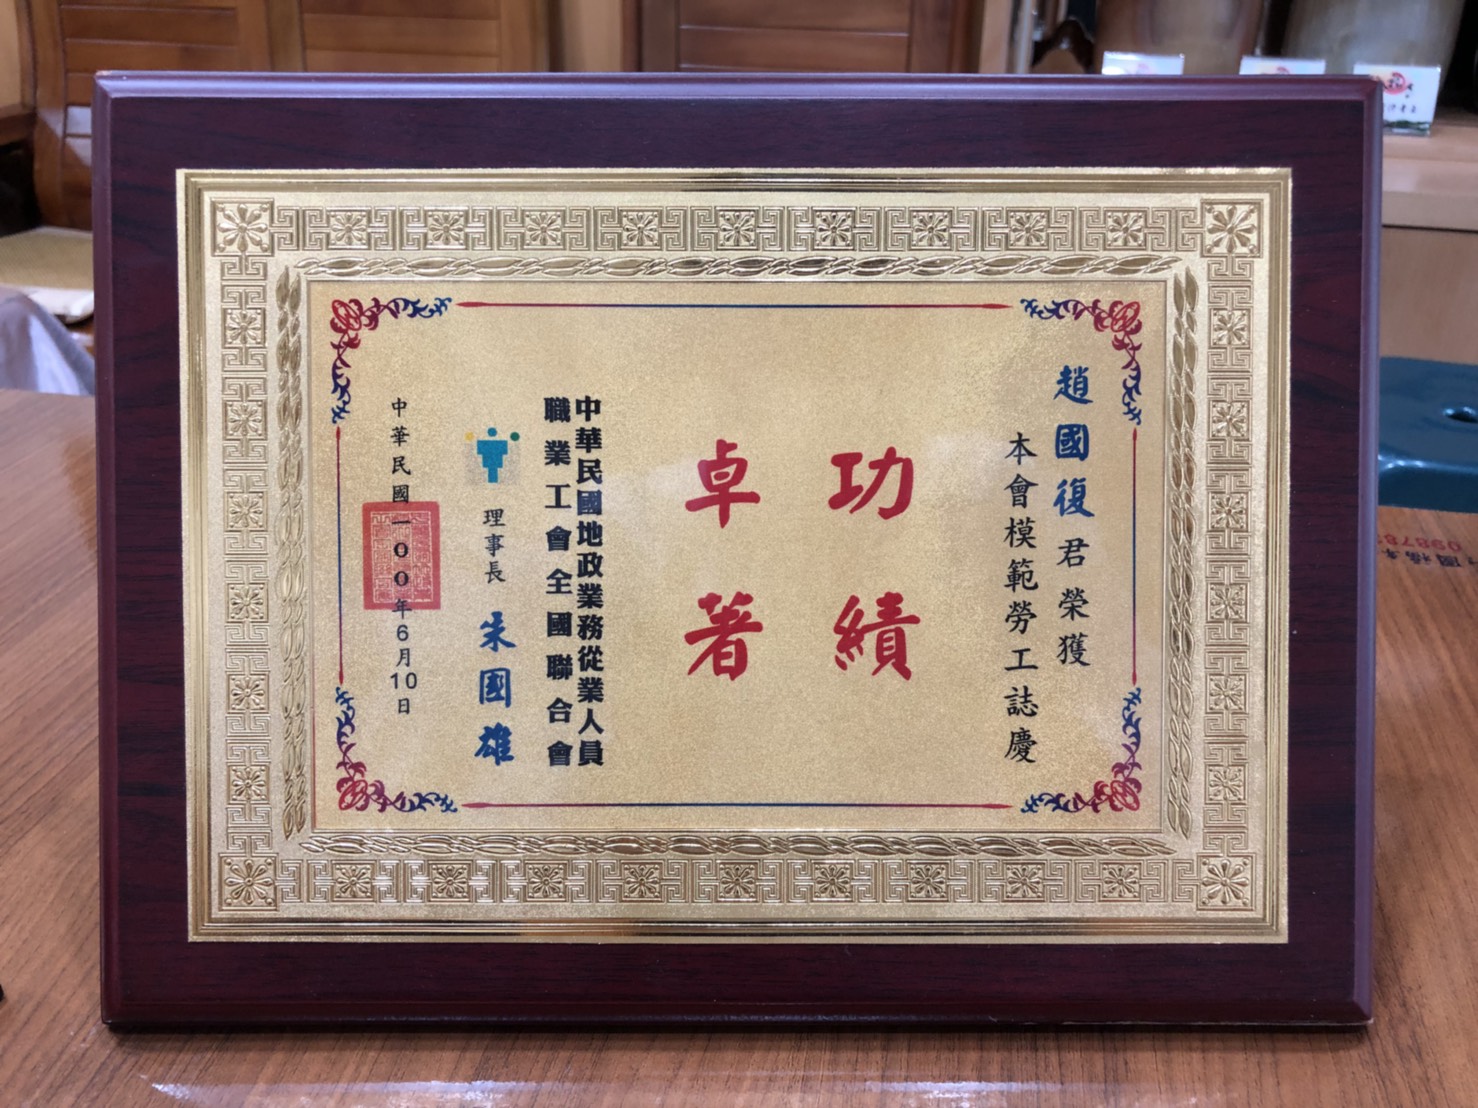 趙國復君榮獲
本會模範勞工誌慶
功績
卓著
中華民國地政業務從業人員
職業工會全國聯合會
理事長 朱國雄
中華民國一00年6月10日